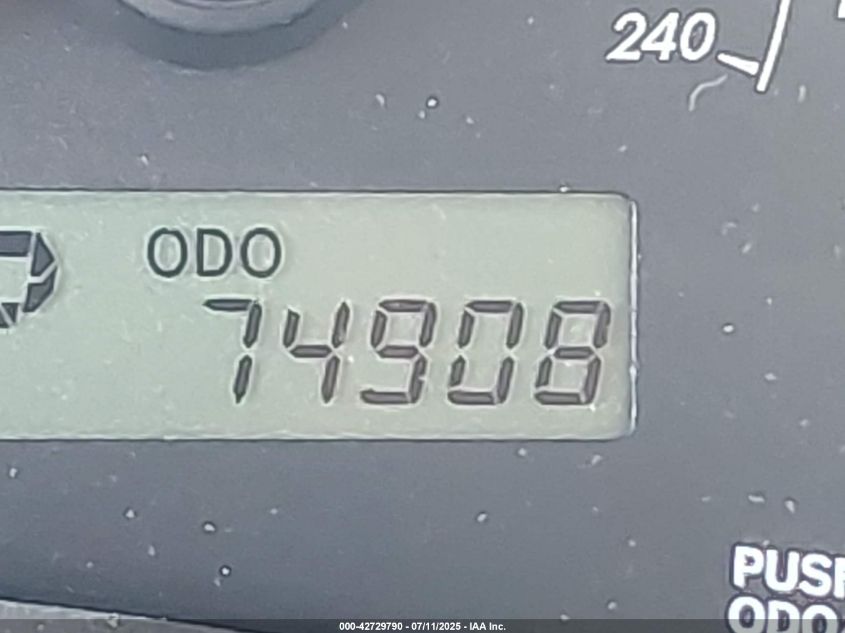 240
ODO
74908
PUSH
ODO
000-42729790 - 07/11/2025 - IAA Inc.